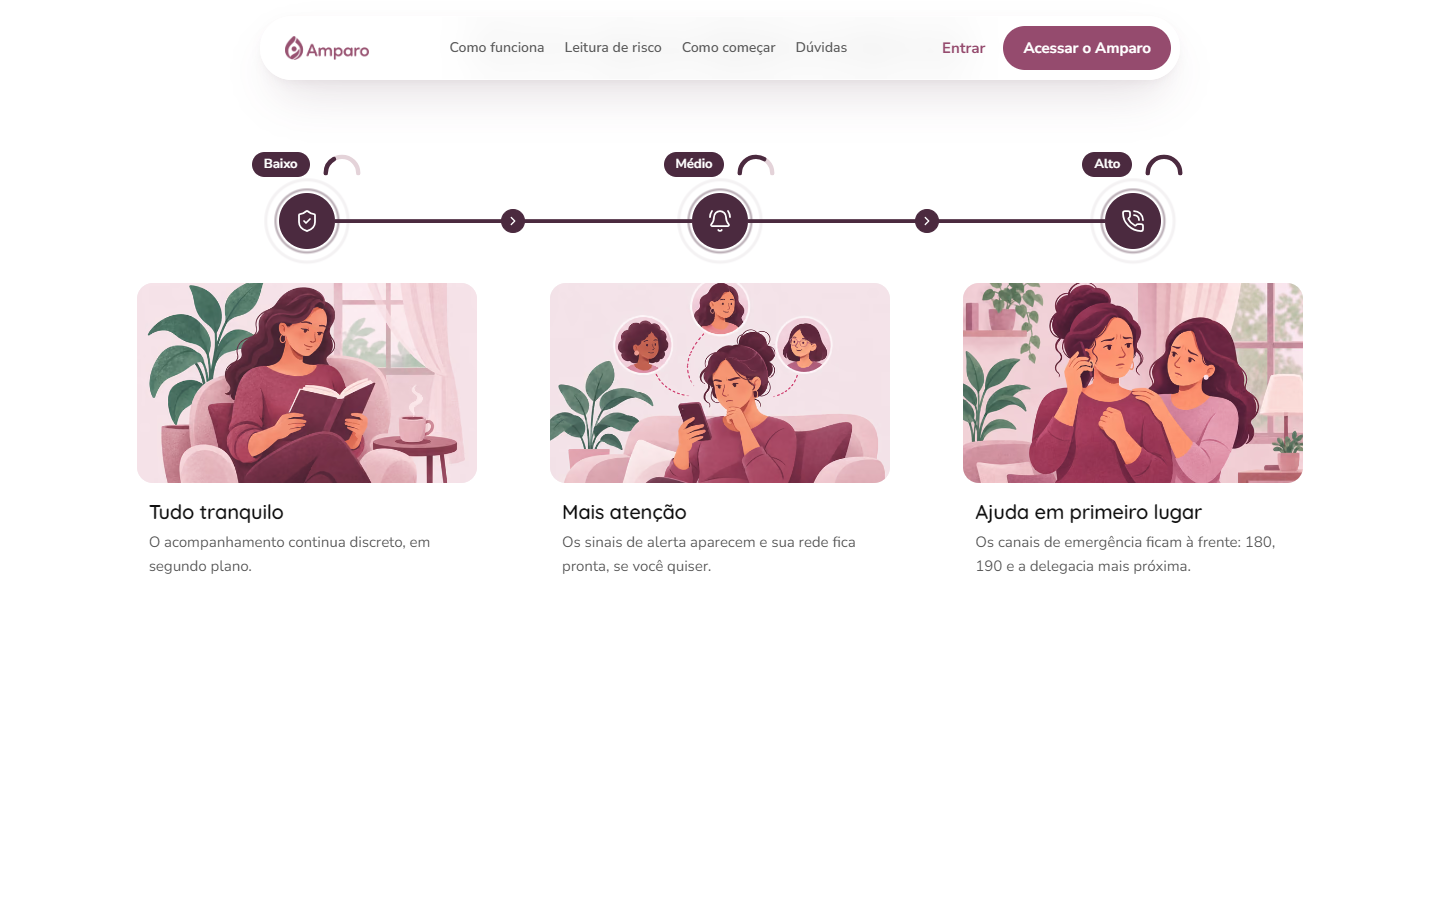 Amparo
Como funciona
Leitura de risco
Como começar
Dúvidas
Entrar
Acessar o Amparo
Baixo
Médio
Alto
Tudo tranquilo
O acompanhamento continua discreto, em
segundo plano.
Mais atenção
Os sinais de alerta aparecem e sua rede fica
pronta, se você quiser.
Ajuda em primeiro lugar
Os canais de emergência ficam à frente: 180,
190 e a delegacia mais próxima.